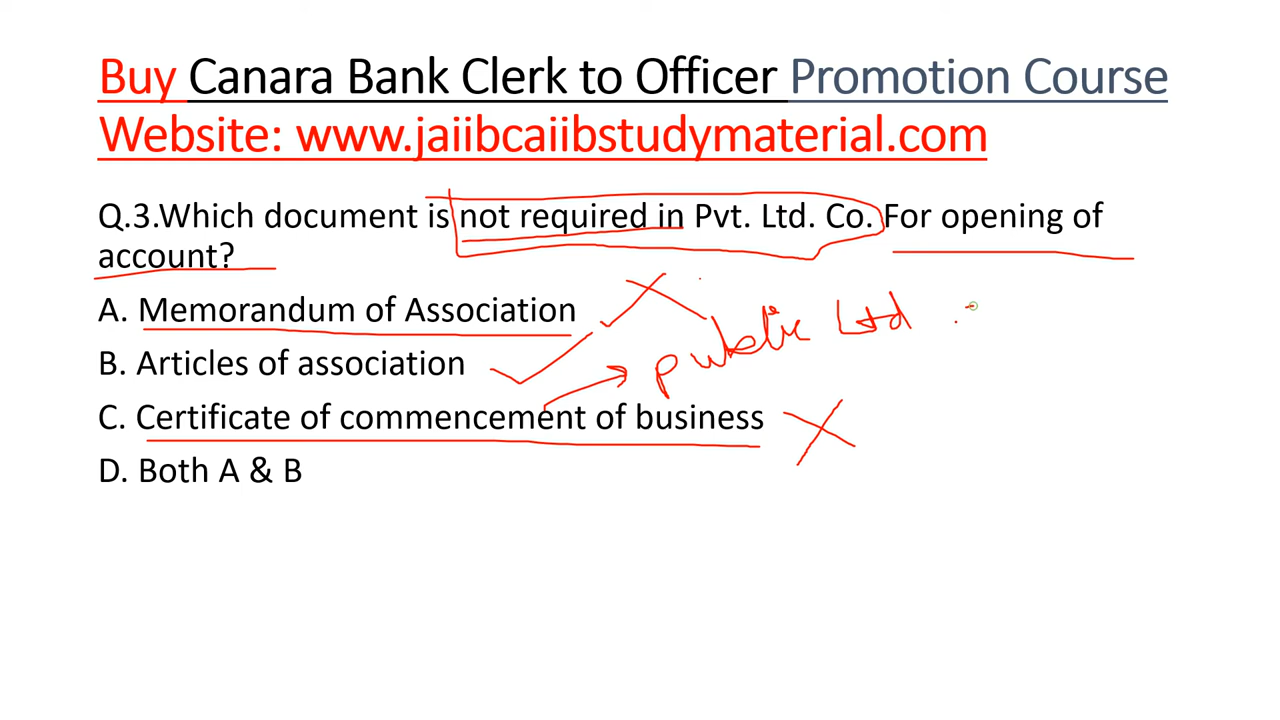 Buy Canara Bank Clerk to Officer Promotion Course
Website: www.jaiibcaiibstudymaterial.com
Q.3.Which document is not required in Pvt. Ltd. Co. For opening of
account?
A. Memorandum of Association
public Ltd
B. Articles of association
C. Certificate of commencement of business
D. Both A & B